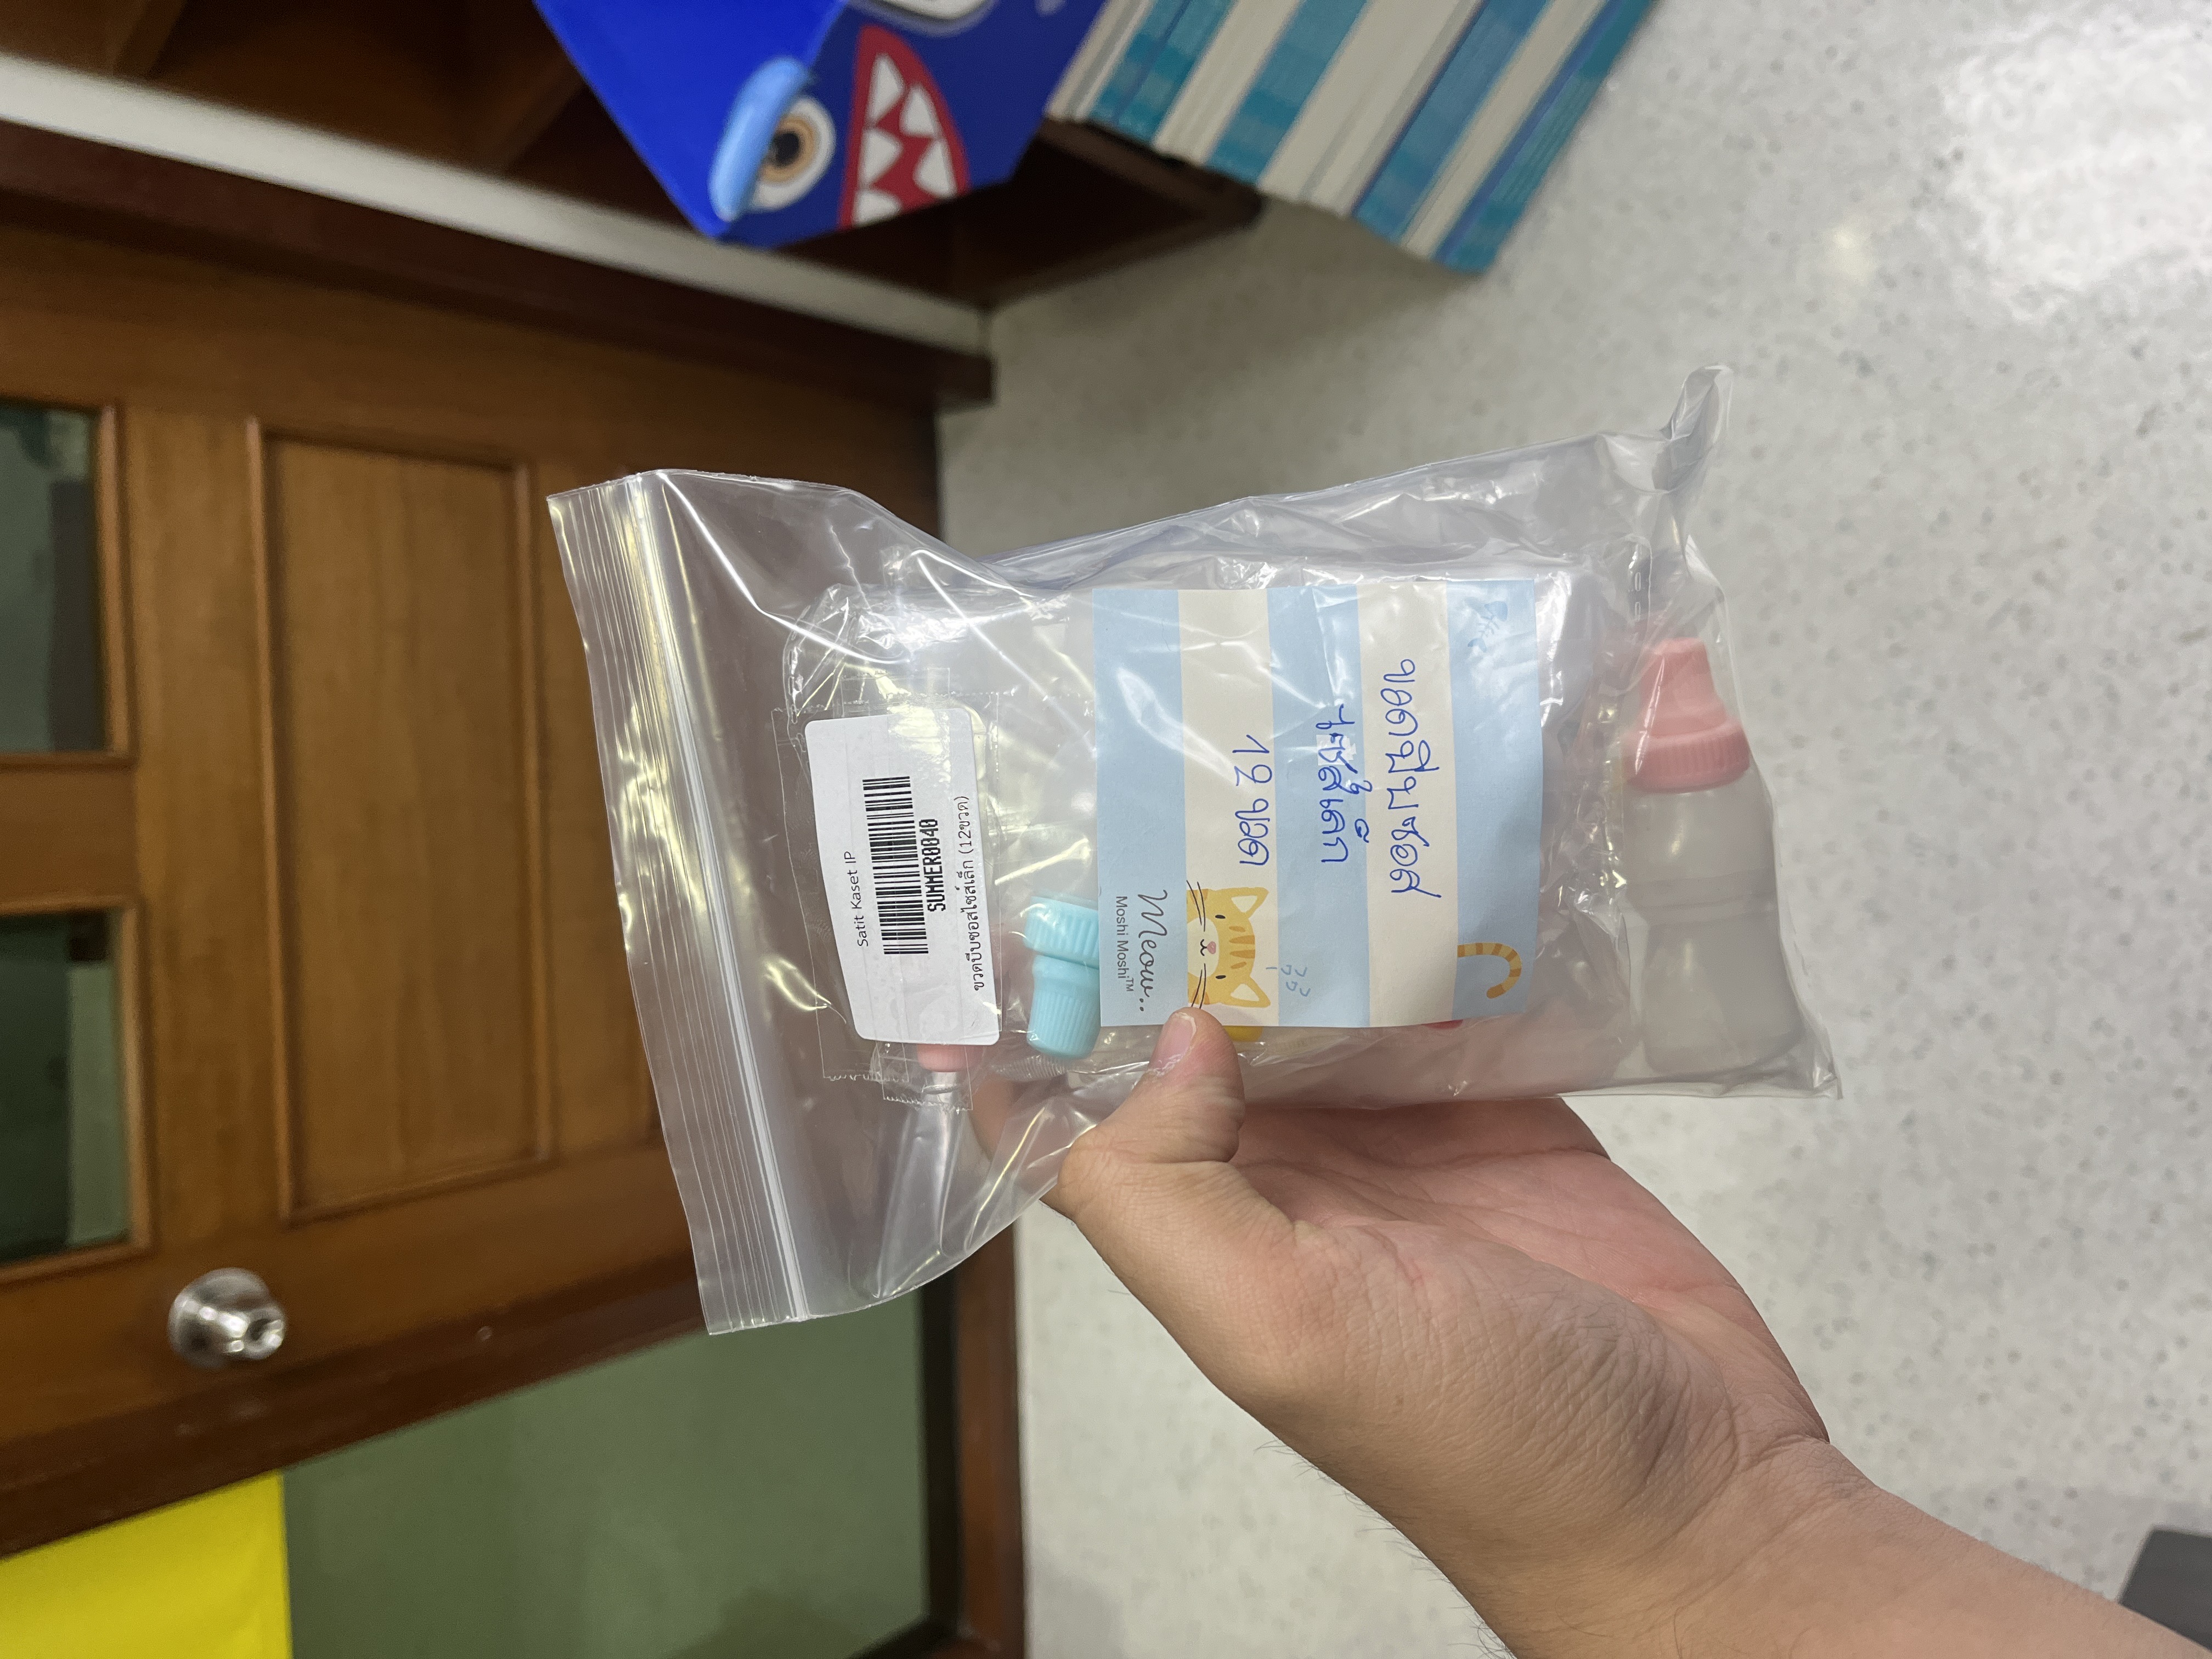 Satit Kaset IP
SUMMER0040
ขวดบีบซอสไซส์เล็ก (12ขวด)
ขวดบีบซอส
ไซส์เล็ก
12 ขวด
Meow..
Moshi Moshi™